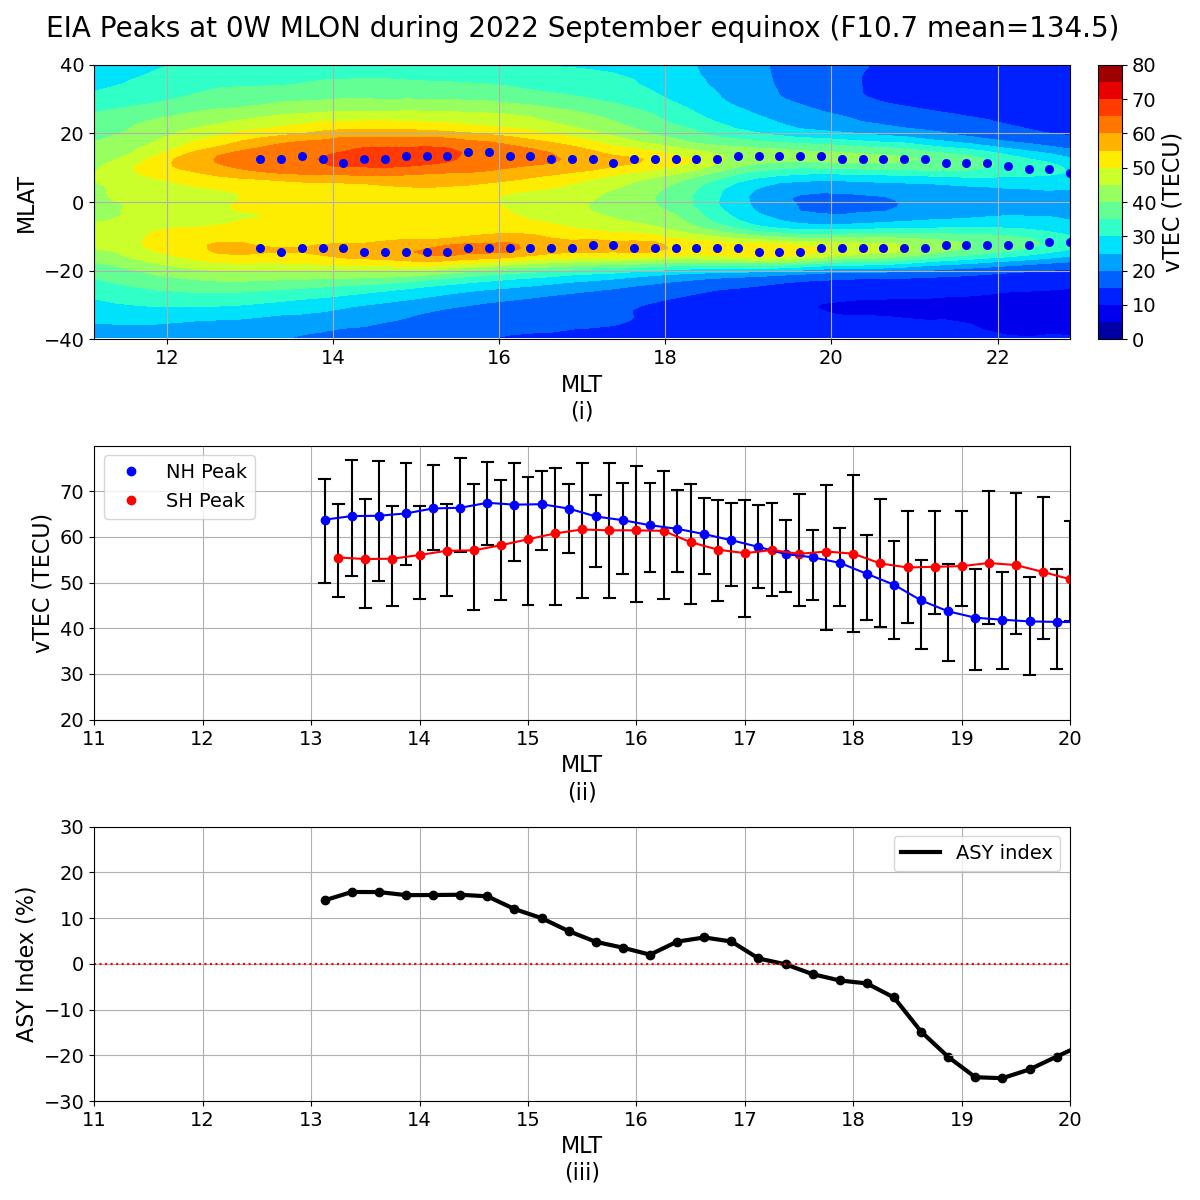 EIA Peaks at 0W MLON during 2022 September equinox (F10.7 mean=134.5)
40
20
0
−20
−40
MLAT
12 14 16 18 20 22
MLT
(i)
80
70
60
50
40
30
20
10
0
vTEC (TECU)
NH Peak
SH Peak
70
60
50
40
30
20
vTEC (TECU)
11 12 13 14 15 16 17 18 19 20
MLT
(ii)
ASY index
30
20
10
0
−10
−20
−30
ASY Index (%)
11 12 13 14 15 16 17 18 19 20
MLT
(iii)